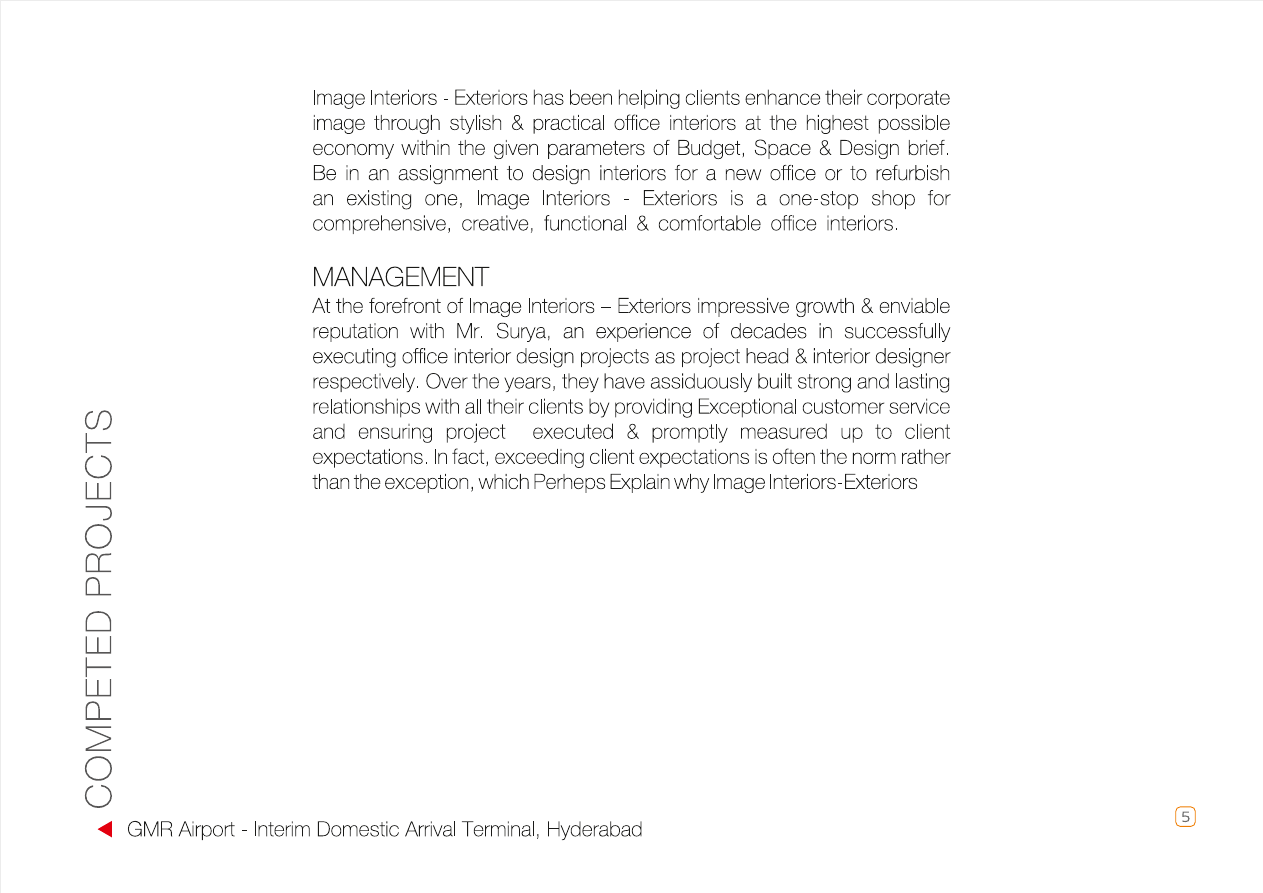 Image Interiors - Exteriors has been helping clients enhance their corporate
image through stylish & practical office interiors at the highest possible
economy within the given parameters of Budget, Space & Design brief.
Be in an assignment to design interiors for a new office or to refurbish
an existing one, Image Interiors - Exteriors is a one-stop shop for
comprehensive, creative, functional & comfortable office interiors.
MANAGEMENT
At the forefront of Image Interiors – Exteriors impressive growth & enviable
reputation with Mr. Surya, an experience of decades in successfully
executing office interior design projects as project head & interior designer
respectively. Over the years, they have assiduously built strong and lasting
relationships with all their clients by providing Exceptional customer service
and ensuring project executed & promptly measured up to client
expectations. In fact, exceeding client expectations is often the norm rather
than the exception, which Perheps Explain why Image Interiors-Exteriors
COMPETED PROJECTS
GMR Airport - Interim Domestic Arrival Terminal, Hyderabad
5